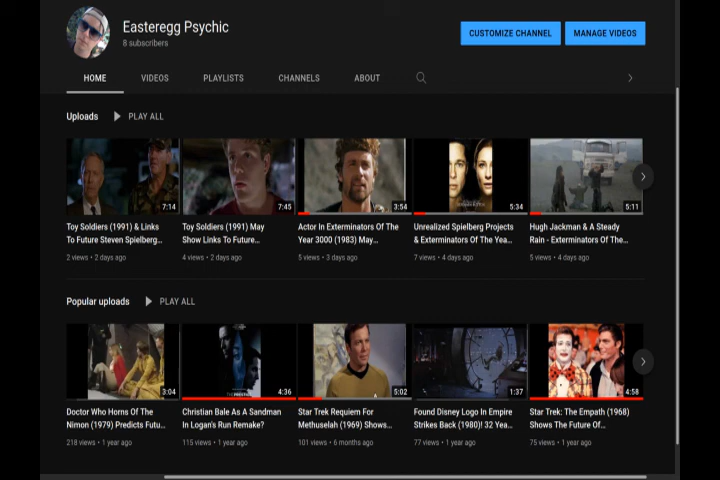 Easteregg Psychic
8 subscribers
CUSTOMIZE CHANNEL
MANAGE VIDEOS
HOME VIDEOS PLAYLISTS CHANNELS ABOUT
Uploads PLAY ALL
7:14 7:45 3:54 5:34 5:11
Toy Soldiers (1991) & Links
To Future Steven Spielberg...
2 views • 2 days ago
Toy Soldiers (1991) May
Show Links To Future...
4 views • 2 days ago
Actor In Exterminators Of The
Year 3000 (1983) May...
5 views • 3 days ago
Unrealized Spielberg Projects
& Exterminators Of The Yea...
7 views • 4 days ago
Hugh Jackman & A Steady
Rain - Exterminators Of The...
5 views • 4 days ago
Popular uploads PLAY ALL
3:04 4:36 5:02 1:37 4:58
Doctor Who Horns Of The
Nimon (1979) Predicts Futu...
218 views • 1 year ago
Christian Bale As A Sandman
In Logan's Run Remake?
115 views • 1 year ago
Star Trek Requiem For
Methuselah (1969) Shows...
101 views • 6 months ago
Found Disney Logo In Empire
Strikes Back (1980)! 32 Yea...
77 views • 1 year ago
Star Trek: The Empath (1968)
Shows The Future Of...
75 views • 1 year ago